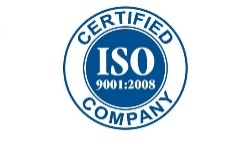 CERTIFIED
ISO
9001:2008
COMPANY